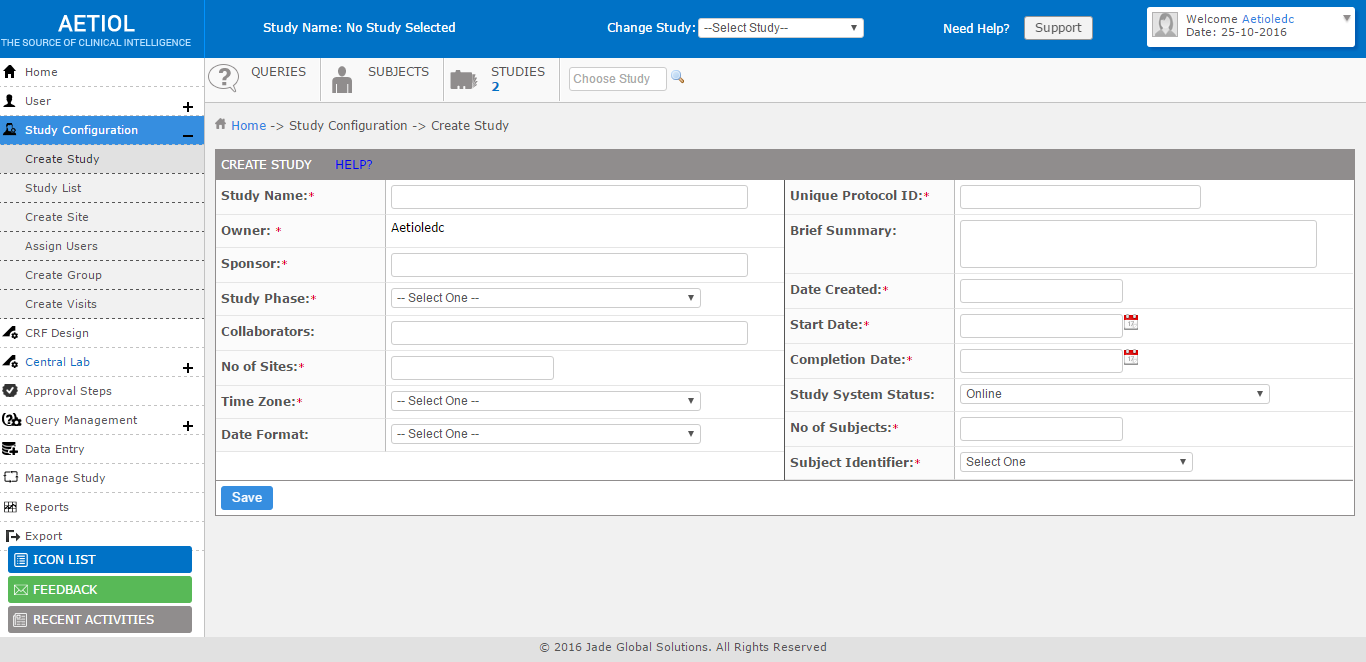 AETIOL
THE SOURCE OF CLINICAL INTELLIGENCE
Study Name: No Study Selected
Change Study: --Select Study--
Need Help? Support
Welcome Aetioledc
Date: 25-10-2016
Home
User
Study Configuration
Create Study
Study List
Create Site
Assign Users
Create Group
Create Visits
CRF Design
Central Lab
Approval Steps
Query Management
Data Entry
Manage Study
Reports
Export
ICON LIST
FEEDBACK
RECENT ACTIVITIES
QUERIES
SUBJECTS
STUDIES
2
Choose Study
Home -> Study Configuration -> Create Study
CREATE STUDY HELP?
Study Name:*
Owner: * Aetioledc
Sponsor:*
Study Phase:* -- Select One --
Collaborators:
No of Sites:*
Time Zone:* -- Select One --
Date Format: -- Select One --
Unique Protocol ID:*
Brief Summary:
Date Created:*
Start Date:*
Completion Date:*
Study System Status: Online
No of Subjects:*
Subject Identifier:* Select One
Save
© 2016 Jade Global Solutions. All Rights Reserved